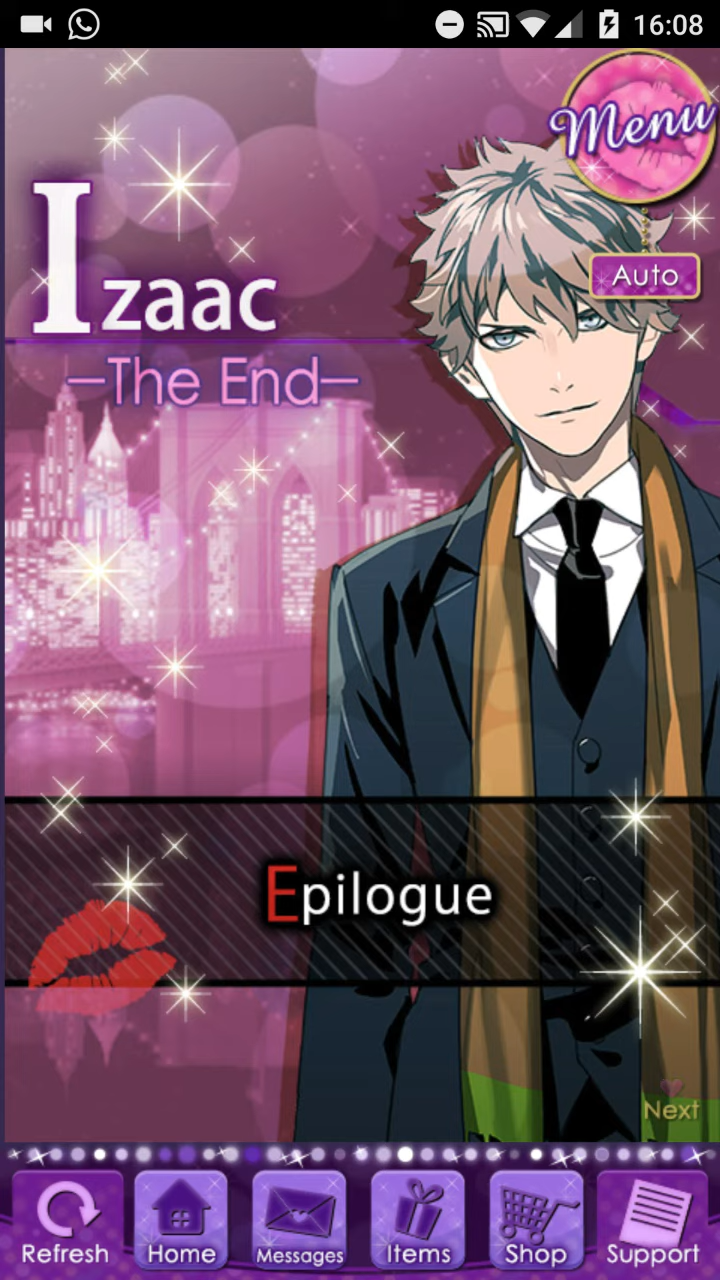 16:08
Menu
Auto
Izaac
—The End—
Epilogue
Next
Refresh
Home
Messages
Items
Shop
Support